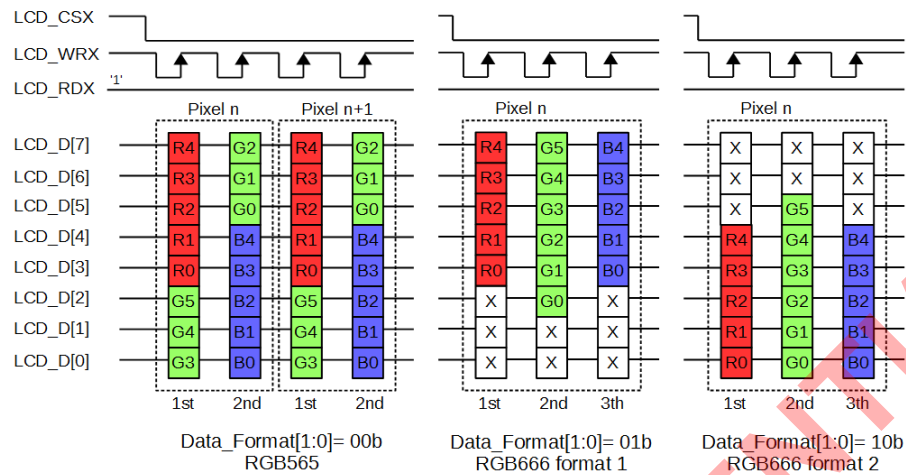 LCD_CSX
LCD_WRX
LCD_RDX '1'
Pixel n Pixel n+1 Pixel n Pixel n
LCD_D[7] R4 G2 R4 G2 R4 G5 B4 X X X
LCD_D[6] R3 G1 R3 G1 R3 G4 B3 X X X
LCD_D[5] R2 G0 R2 G0 R2 G3 B2 X G5 X
LCD_D[4] R1 B4 R1 B4 R1 G2 B1 R4 G4 B4
LCD_D[3] R0 B3 R0 B3 R0 G1 B0 R3 G3 B3
LCD_D[2] G5 B2 G5 B2 X G0 X R2 G2 B2
LCD_D[1] G4 B1 G4 B1 X X X R1 G1 B1
LCD_D[0] G3 B0 G3 B0 X X X R0 G0 B0
1st 2nd 1st 2nd 1st 2nd 3th 1st 2nd 3th
Data_Format[1:0]= 00b Data_Format[1:0]= 01b Data_Format[1:0]= 10b
RGB565 RGB666 format 1 RGB666 format 2